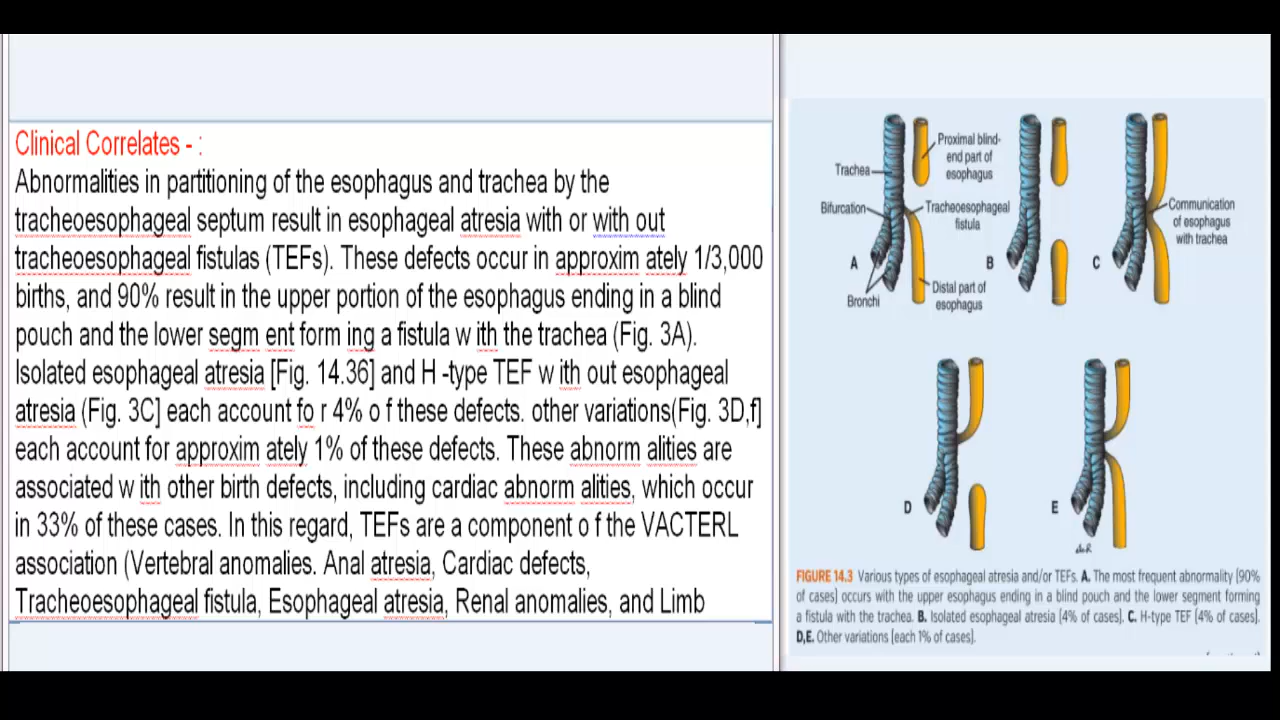 Clinical Correlates - :
Abnormalities in partitioning of the esophagus and trachea by the
tracheoesophageal septum result in esophageal atresia with or with out
tracheoesophageal fistulas (TEFs). These defects occur in approxim ately 1/3,000
births, and 90% result in the upper portion of the esophagus ending in a blind
pouch and the lower segm ent form ing a fistula w ith the trachea (Fig. 3A).
Isolated esophageal atresia [Fig. 14.36] and H -type TEF w ith out esophageal
atresia (Fig. 3C] each account fo r 4% o f these defects. other variations(Fig. 3D,f]
each account for approxim ately 1% of these defects. These abnorm alities are
associated w ith other birth defects, including cardiac abnorm alities, which occur
in 33% of these cases. In this regard, TEFs are a component o f the VACTERL
association (Vertebral anomalies. Anal atresia, Cardiac defects,
Tracheoesophageal fistula, Esophageal atresia, Renal anomalies, and Limb
Trachea
Bifurcation
A
Bronchi
Proximal blind-
end part of
esophagus
Tracheoesophageal
fistula
Distal part of
esophagus
B
C
Communication
of esophagus
with trachea
D
E
FIGURE 14.3 Various types of esophageal atresia and/or TEFs. A. The most frequent abnormality (90%
of cases) occurs with the upper esophagus ending in a blind pouch and the lower segment forming
a fistula with the trachea. B. Isolated esophageal atresia (4% of cases). C. H-type TEF (4% of cases).
D,E. Other variations (each 1% of cases).